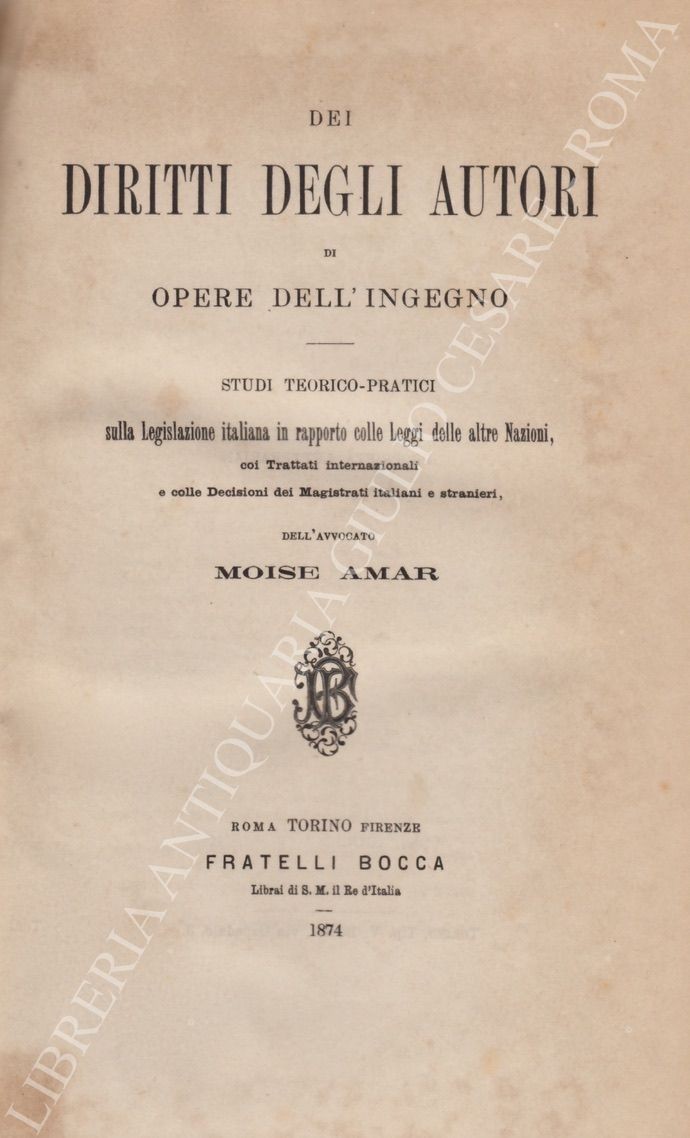 DEI
DIRITTI DEGLI AUTORI
DI
OPERE DELL'INGEGNO
STUDI TEORICO-PRATICI
sulla Legislazione italiana in rapporto colle Leggi delle altre Nazioni,
coi Trattati internazionali
e colle Decisioni dei Magistrati italiani e stranieri,
DELL'AVVOCATO
MOISE AMAR
ROMA TORINO FIRENZE
FRATELLI BOCCA
Librai di S. M. il Re d'Italia
1874
LIBRERIA ANTIQUARIA GIULIO CESARE ROMA